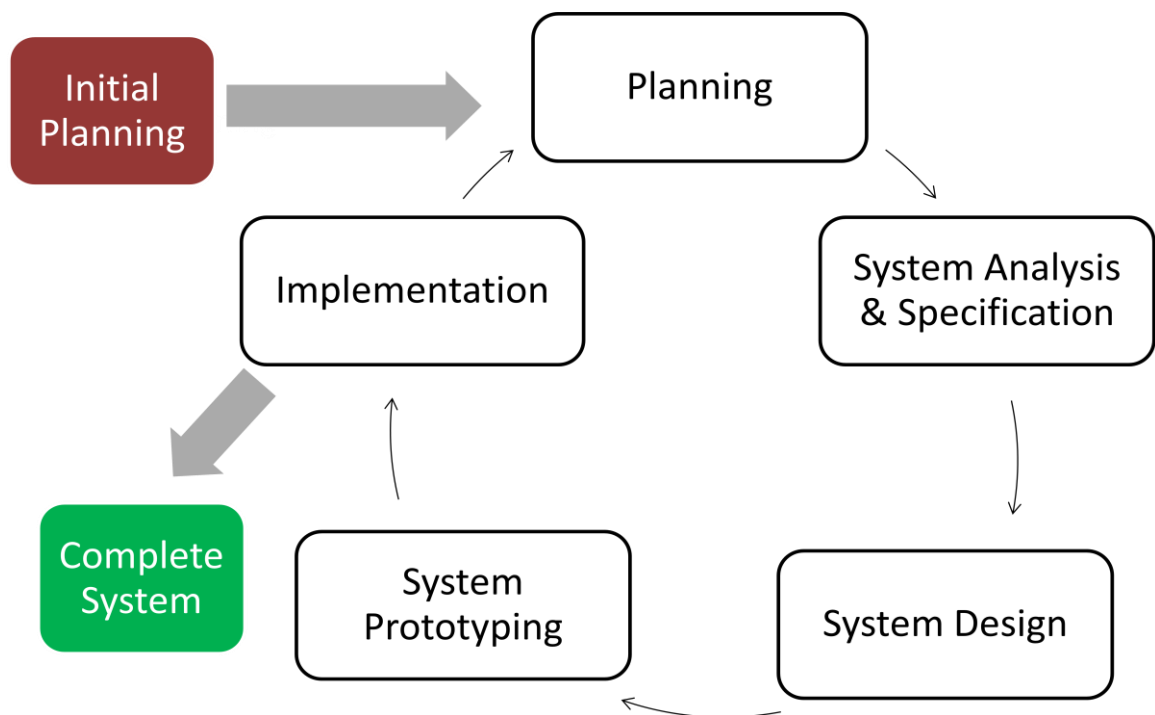 Initial
Planning
Planning
System Analysis
& Specification
System Design
System
Prototyping
Implementation
Complete
System